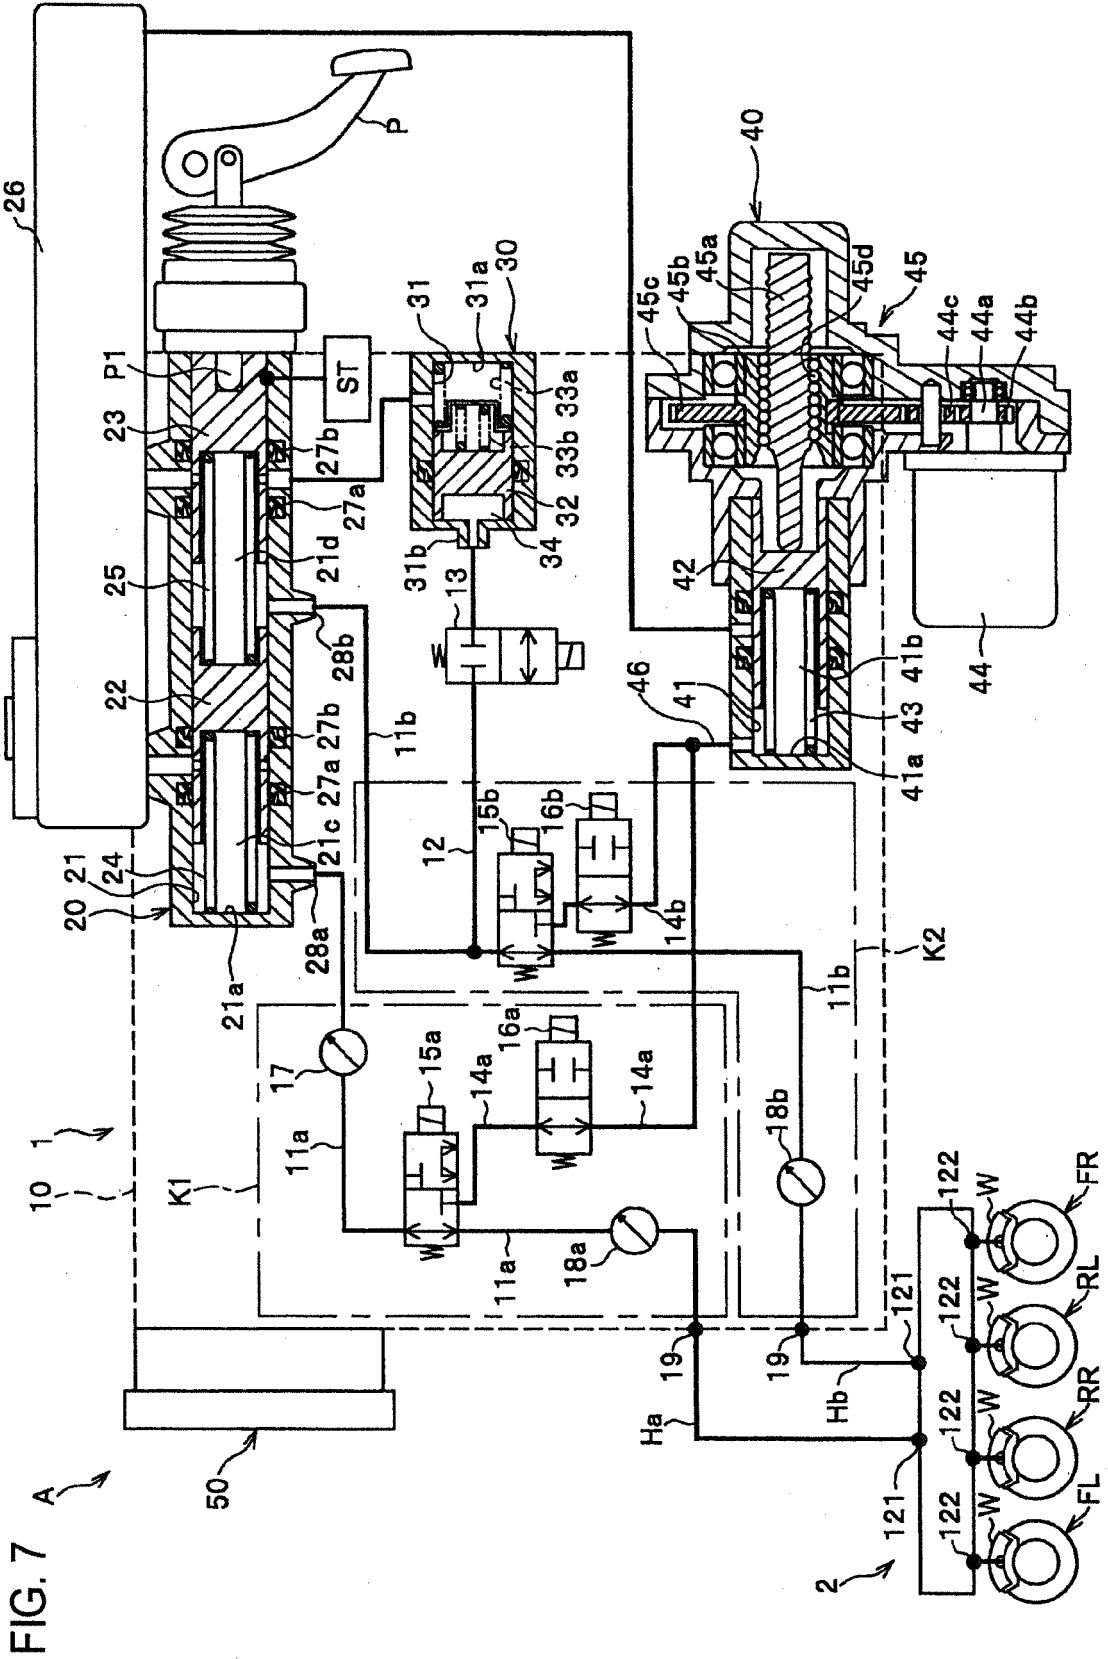 FIG. 7
A
1
10
26
20
21
24
22
25
23
P1
P
ST
21a
21c
21d
27a
27b
27a
27b
28a
28b
11b
13
12
30
31
31a
31b
32
33a
33b
34
40
41
41a
41b
42
43
44
44a
44b
44c
45
45a
45b
45c
45d
46
K1
K2
17
11a
11a
11b
14a
14a
14b
15a
15b
16a
16b
18a
18b
19
19
Ha
Hb
50
2
121
121
122
122
122
122
W
W
W
W
FL
RR
RL
FR